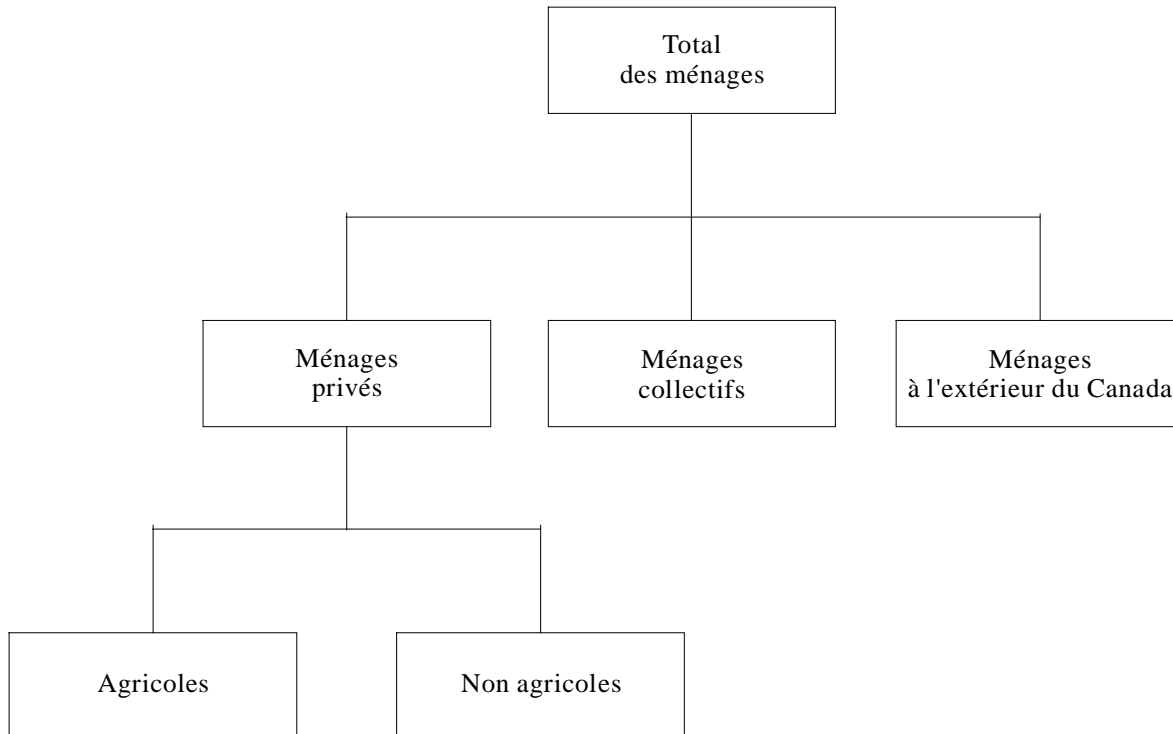 Total
des ménages
Ménages
privés
Ménages
collectifs
Ménages
à l'extérieur du Canada
Agricoles
Non agricoles